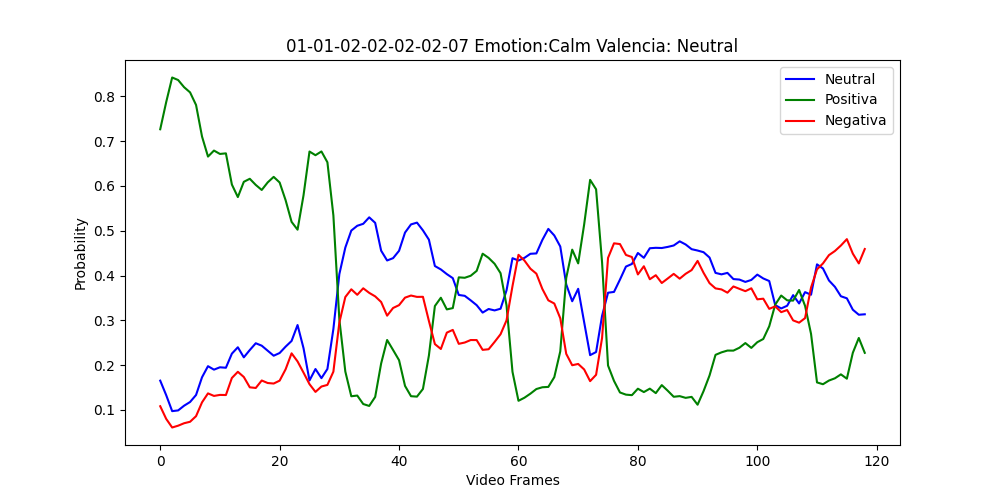 01-01-02-02-02-02-07 Emotion:Calm Valencia: Neutral
Neutral
Positiva
Negativa
Probability
0.8
0.7
0.6
0.5
0.4
0.3
0.2
0.1
0 20 40 60 80 100 120
Video Frames